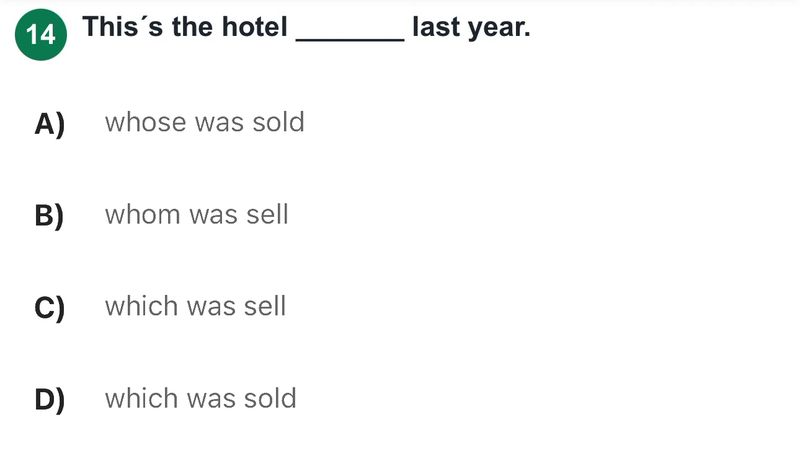 14 This´s the hotel _______ last year.
A) whose was sold
B) whom was sell
C) which was sell
D) which was sold